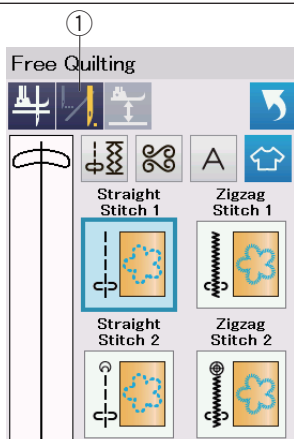 ①
Free Quilting
A
Straight
Stitch 1
Zigzag
Stitch 1
Straight
Stitch 2
Zigzag
Stitch 2